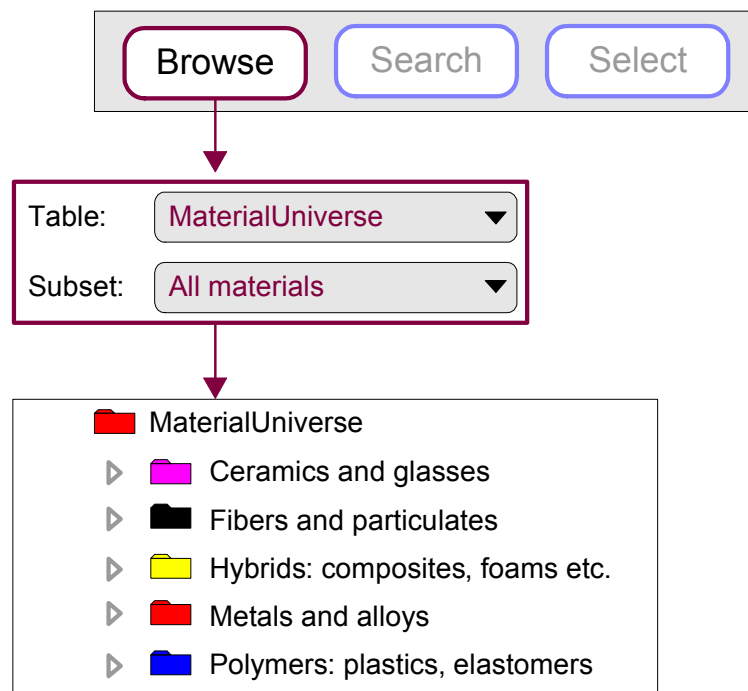 Browse Search Select
Table: MaterialUniverse
Subset: All materials
MaterialUniverse
Ceramics and glasses
Fibers and particulates
Hybrids: composites, foams etc.
Metals and alloys
Polymers: plastics, elastomers